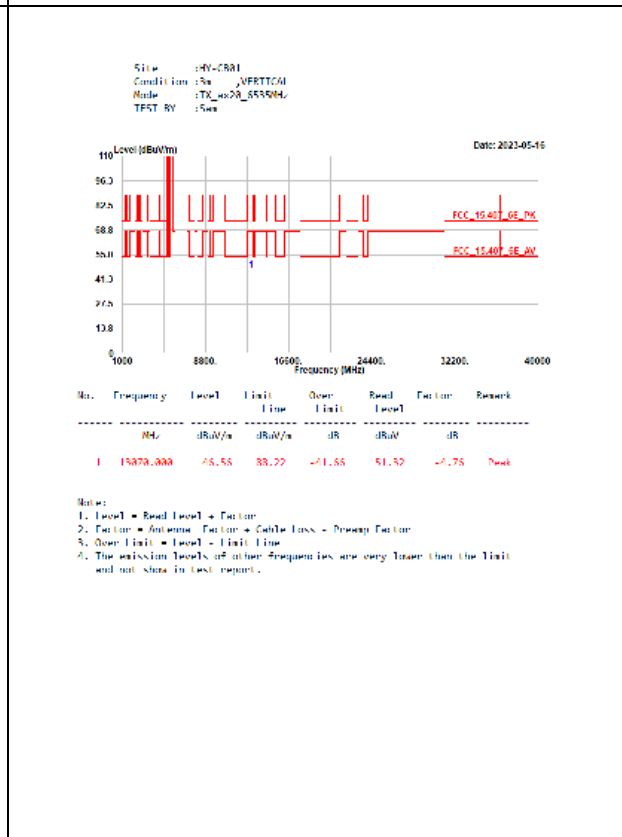 Site :HY-CB01
Condition :3m ,VERTICAL
Mode :TX_ax20_6535MHz
TEST BY :Sam
Level (dBuV/m)
Date: 2023-05-16
110
96.3
82.5
FCC_15.407_6E_PK
68.8
FCC_15.407_6E_AV
55.0
1
41.3
27.5
13.8
0
1000 8800. 16600. 24400. 32200. 40000
Frequency (MHz)
No. Frequency Level Limit Over Read Factor Remark
Line Limit Level
MHz dBuV/m dBuV/m dB dBuV dB
1 13070.000 46.56 88.22 -41.66 51.32 -4.76 Peak
Note:
1. Level = Read Level + Factor
2. Factor = Antenna Factor + Cable Loss - Preamp Factor
3. Over Limit = Level - Limit Line
4. The emission levels of other frequencies are very lower than the limit
and not show in test report.